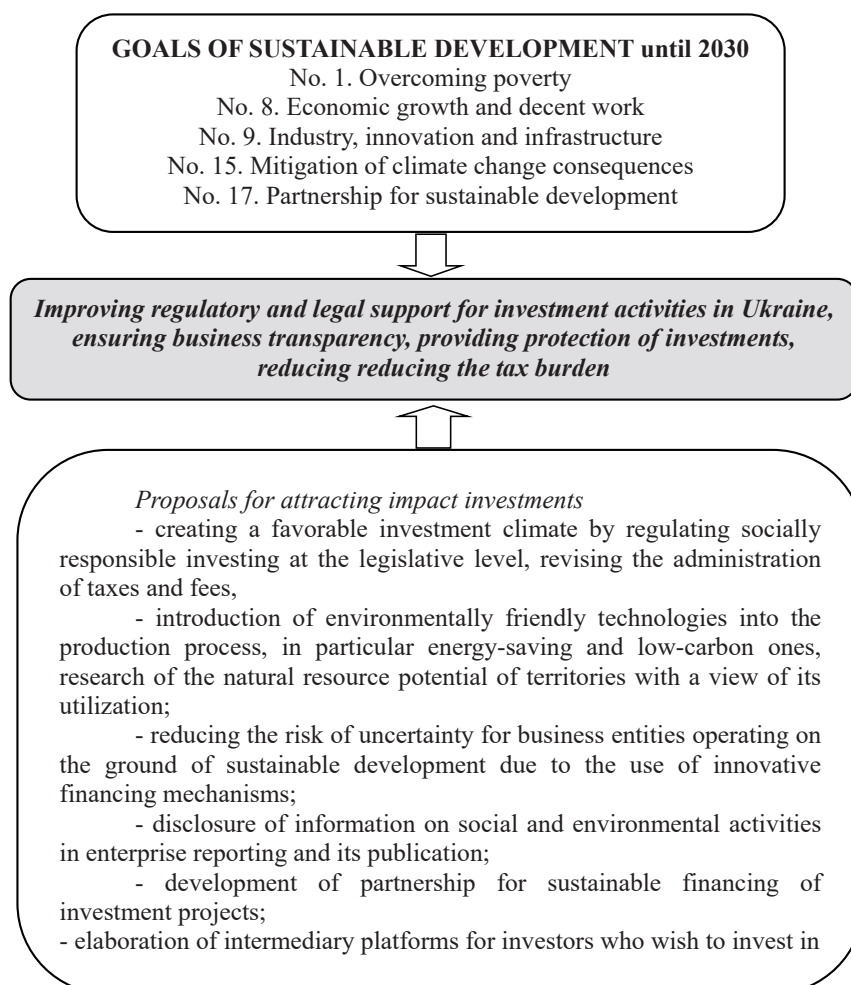 GOALS OF SUSTAINABLE DEVELOPMENT until 2030
No. 1. Overcoming poverty
No. 8. Economic growth and decent work
No. 9. Industry, innovation and infrastructure
No. 15. Mitigation of climate change consequences
No. 17. Partnership for sustainable development
Improving regulatory and legal support for investment activities in Ukraine,
ensuring business transparency, providing protection of investments,
reducing reducing the tax burden
Proposals for attracting impact investments
- creating a favorable investment climate by regulating socially
responsible investing at the legislative level, revising the administration
of taxes and fees,
- introduction of environmentally friendly technologies into the
production process, in particular energy-saving and low-carbon ones,
research of the natural resource potential of territories with a view of its
utilization;
- reducing the risk of uncertainty for business entities operating on
the ground of sustainable development due to the use of innovative
financing mechanisms;
- disclosure of information on social and environmental activities
in enterprise reporting and its publication;
- development of partnership for sustainable financing of
investment projects;
- elaboration of intermediary platforms for investors who wish to invest in